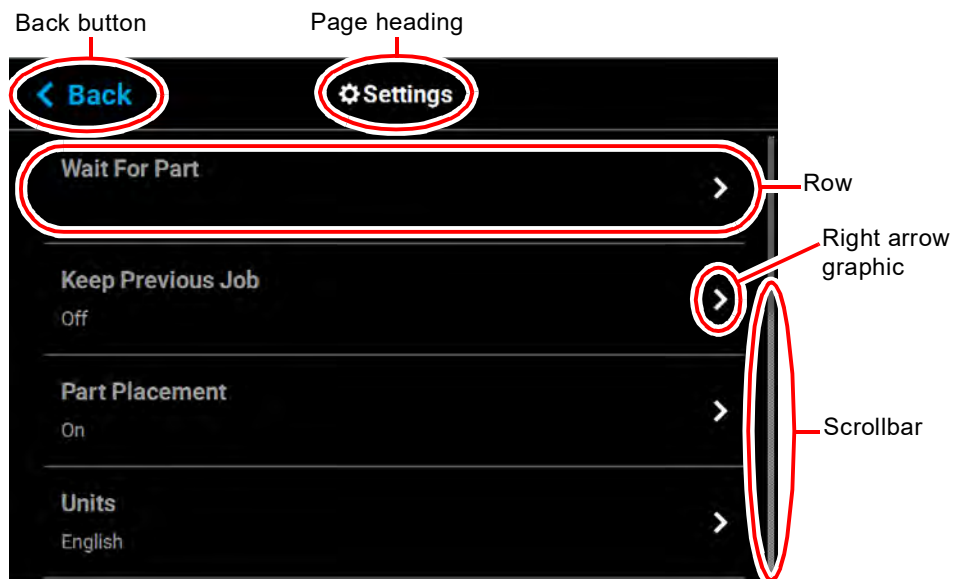 Back button
Page heading
Back
Settings
Wait For Part
Row
Right arrow
graphic
Keep Previous Job
Off
Part Placement
On
Scrollbar
Units
English